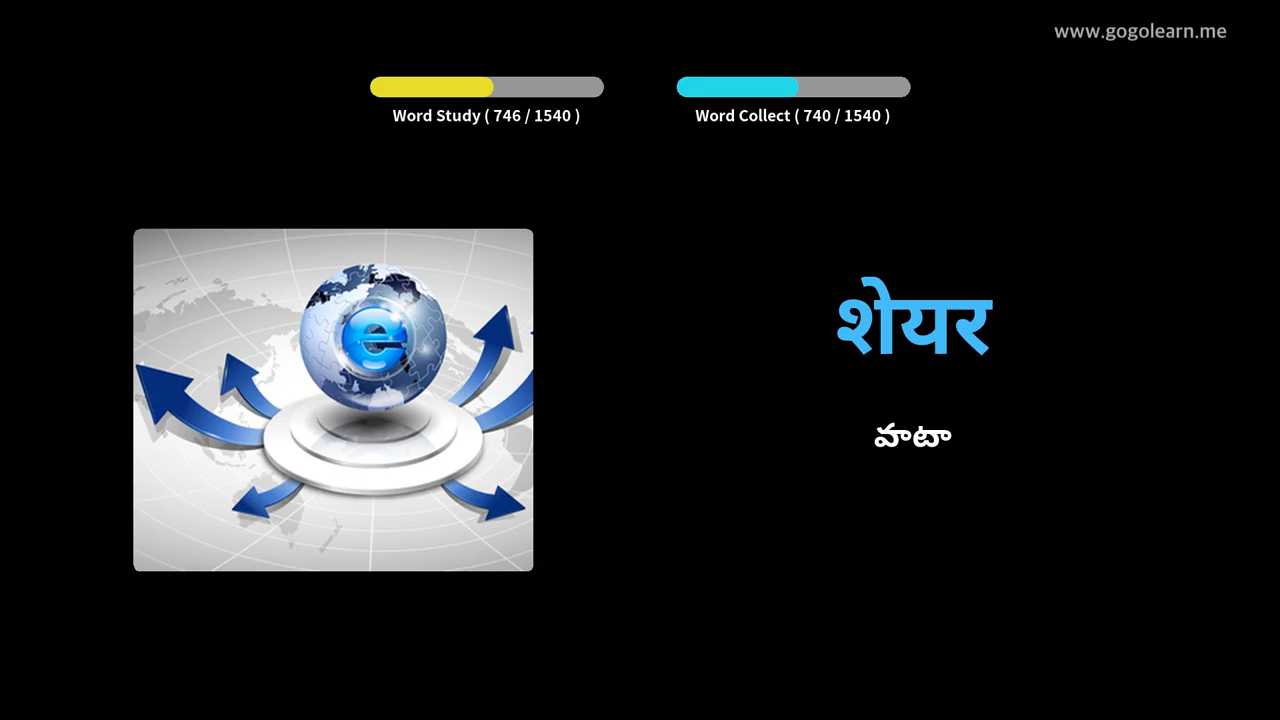 www.gogolearn.me
Word Study ( 746 / 1540 )
Word Collect ( 740 / 1540 )
e
शेयर
వాటా